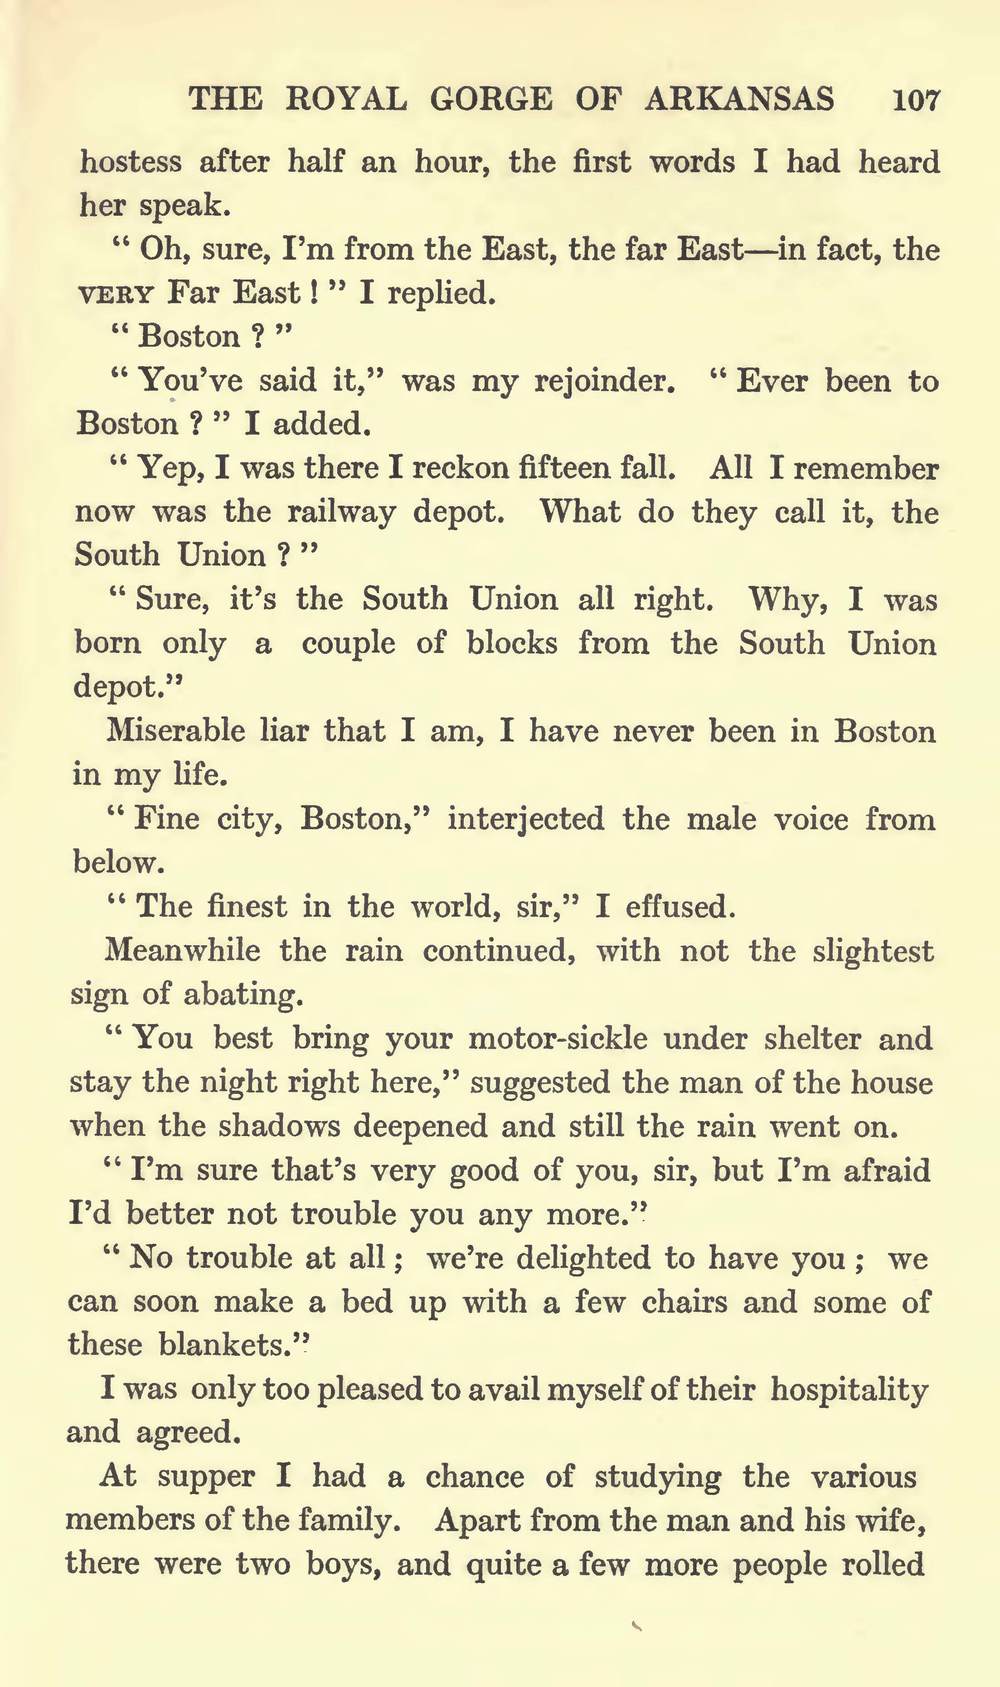 THE ROYAL GORGE OF ARKANSAS 107
hostess after half an hour, the first words I had heard
her speak.
“ Oh, sure, I’m from the East, the far East—in fact, the
VERY Far East ! ” I replied.
“ Boston ? ”
“ You’ve said it,” was my rejoinder. “ Ever been to
Boston ? ” I added.
“ Yep, I was there I reckon fifteen fall. All I remember
now was the railway depot. What do they call it, the
South Union ? ”
“ Sure, it’s the South Union all right. Why, I was
born only a couple of blocks from the South Union
depot.”
Miserable liar that I am, I have never been in Boston
in my life.
“ Fine city, Boston,” interjected the male voice from
below.
“ The finest in the world, sir,” I effused.
Meanwhile the rain continued, with not the slightest
sign of abating.
“ You best bring your motor-sickle under shelter and
stay the night right here,” suggested the man of the house
when the shadows deepened and still the rain went on.
“ I’m sure that’s very good of you, sir, but I’m afraid
I’d better not trouble you any more.”
“ No trouble at all ; we’re delighted to have you ; we
can soon make a bed up with a few chairs and some of
these blankets.”
I was only too pleased to avail myself of their hospitality
and agreed.
At supper I had a chance of studying the various
members of the family. Apart from the man and his wife,
there were two boys, and quite a few more people rolled